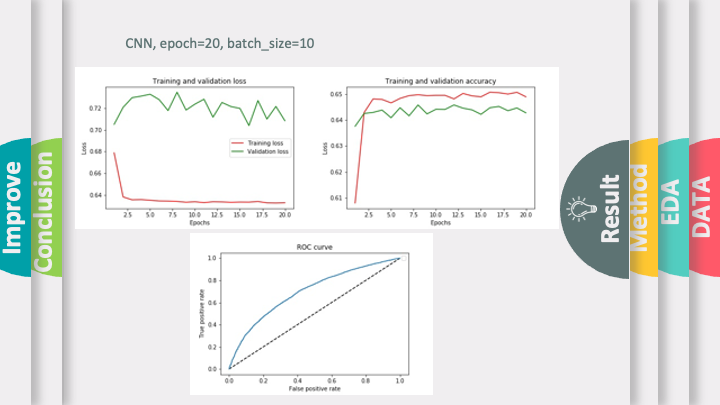 CNN, epoch=20, batch_size=10
Training and validation loss
Loss
0.72
0.70
0.68
0.66
0.64
Training loss
Validation loss
2.5 5.0 7.5 10.0 12.5 15.0 17.5 20.0
Epochs
Training and validation accuracy
Loss
0.65
0.64
0.63
0.62
0.61
2.5 5.0 7.5 10.0 12.5 15.0 17.5 20.0
Epochs
ROC curve
True positive rate
1.0
0.8
0.6
0.4
0.2
0.0
0.0 0.2 0.4 0.6 0.8 1.0
False positive rate
Improve
Conclusion
Result
Method
EDA
DATA